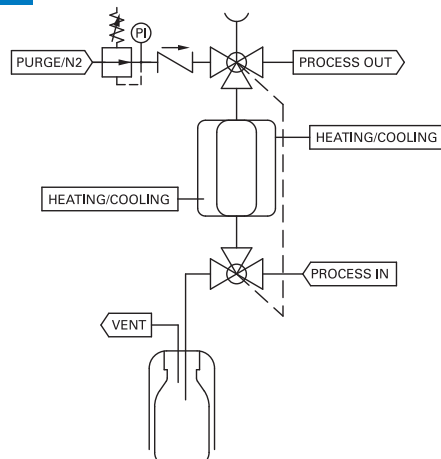 PI
PURGE/N2
PROCESS OUT
HEATING/COOLING
HEATING/COOLING
PROCESS IN
VENT